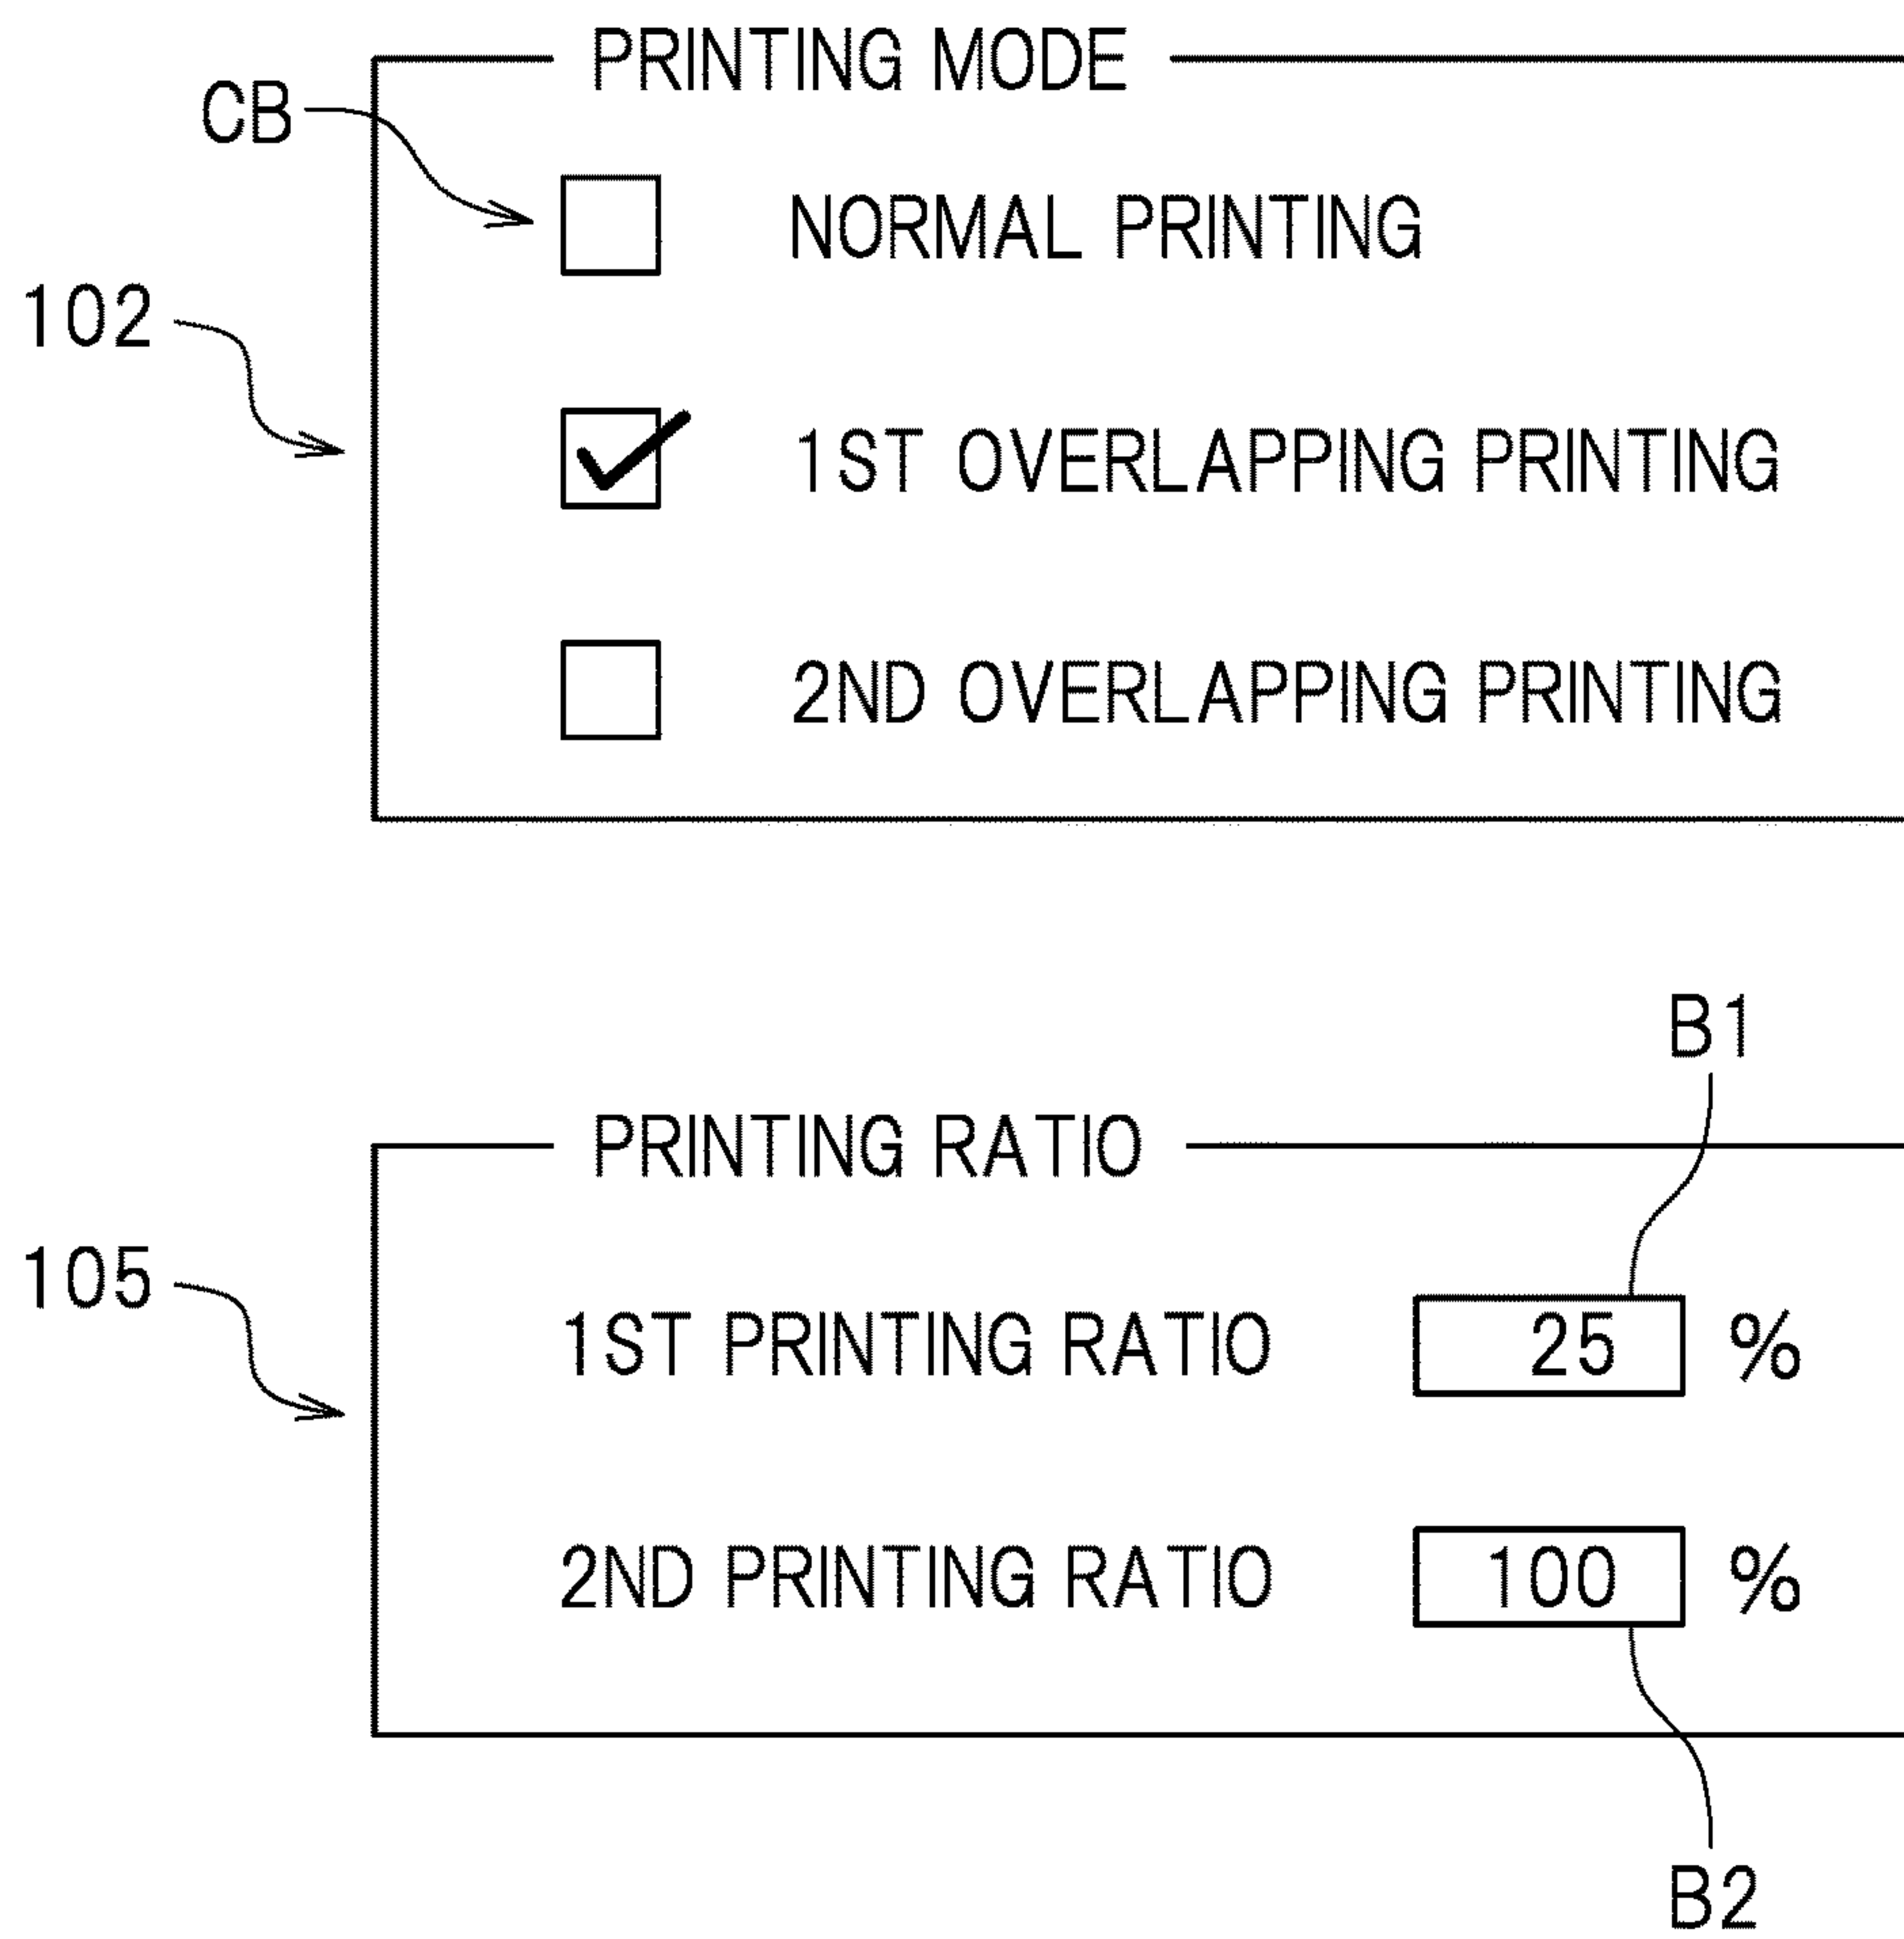 PRINTING MODE
CB
NORMAL PRINTING
102
1ST OVERLAPPING PRINTING
2ND OVERLAPPING PRINTING
B1
PRINTING RATIO
105
1ST PRINTING RATIO 25 %
2ND PRINTING RATIO 100 %
B2